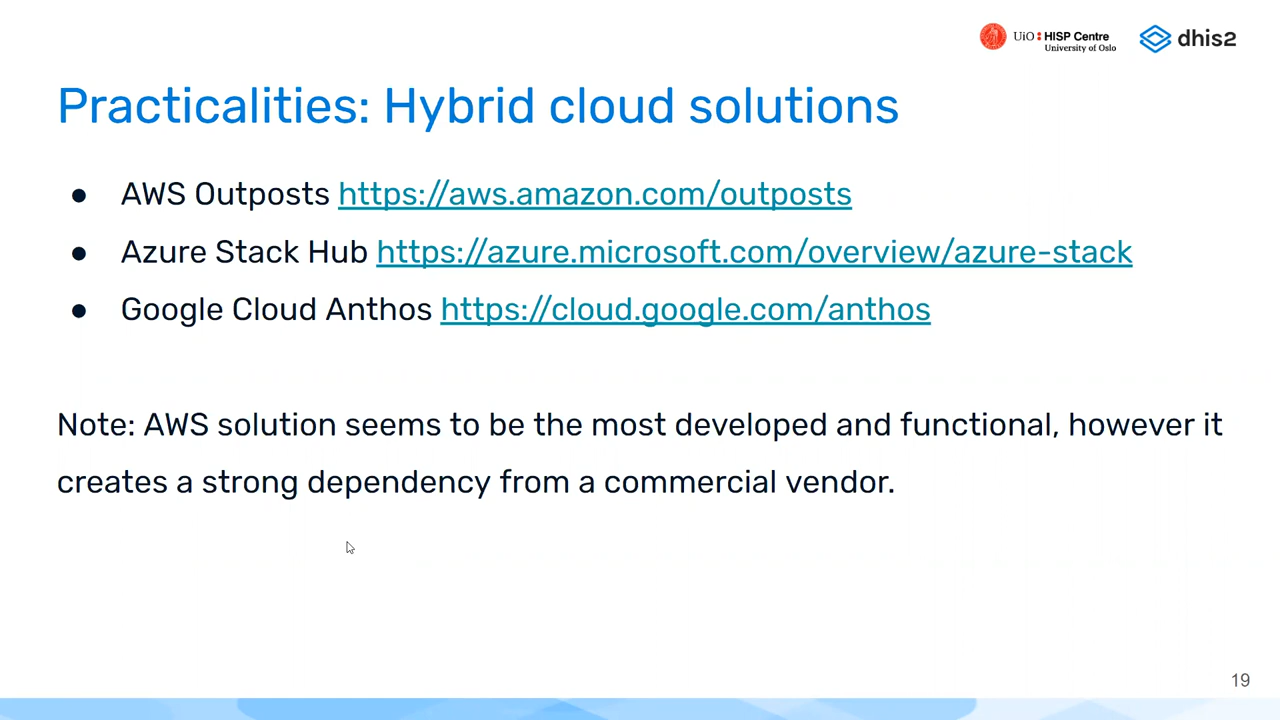 UiO HISP Centre
University of Oslo
dhis2
Practicalities: Hybrid cloud solutions
● AWS Outposts https://aws.amazon.com/outposts
● Azure Stack Hub https://azure.microsoft.com/overview/azure-stack
● Google Cloud Anthos https://cloud.google.com/anthos
Note: AWS solution seems to be the most developed and functional, however it
creates a strong dependency from a commercial vendor.
19